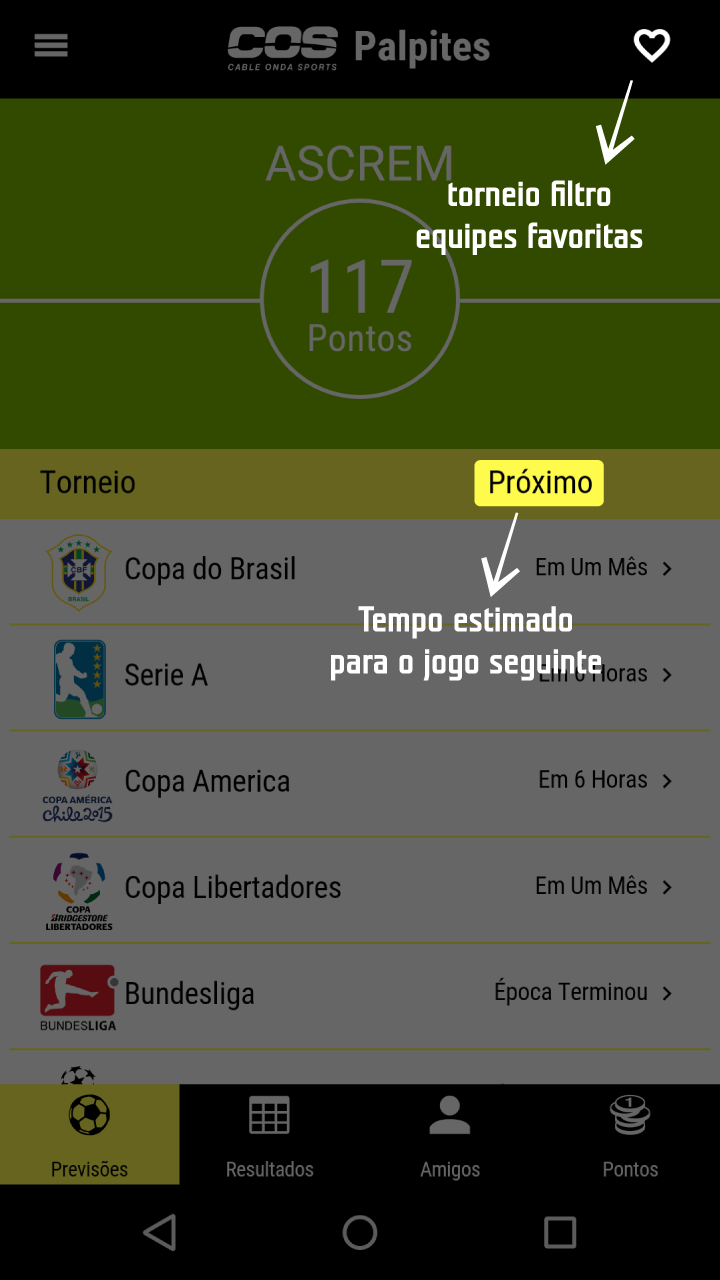 COS Palpites
CABLE ONDA SPORTS
ASCREM
torneio filtro
equipes favoritas
117
Pontos
Torneio
Próximo
CBF
BRASIL
Copa do Brasil
Em Um Mês
Tempo estimado
para o jogo seguinte
Serie A
Em 6 Horas
Copa America
Em 6 Horas
COPA AMÉRICA
chile2015
Copa Libertadores
Em Um Mês
COPA
BRIDGESTONE
LIBERTADORES
Bundesliga
Época Terminou
BUNDESLIGA
1
Previsões
Resultados
Amigos
Pontos